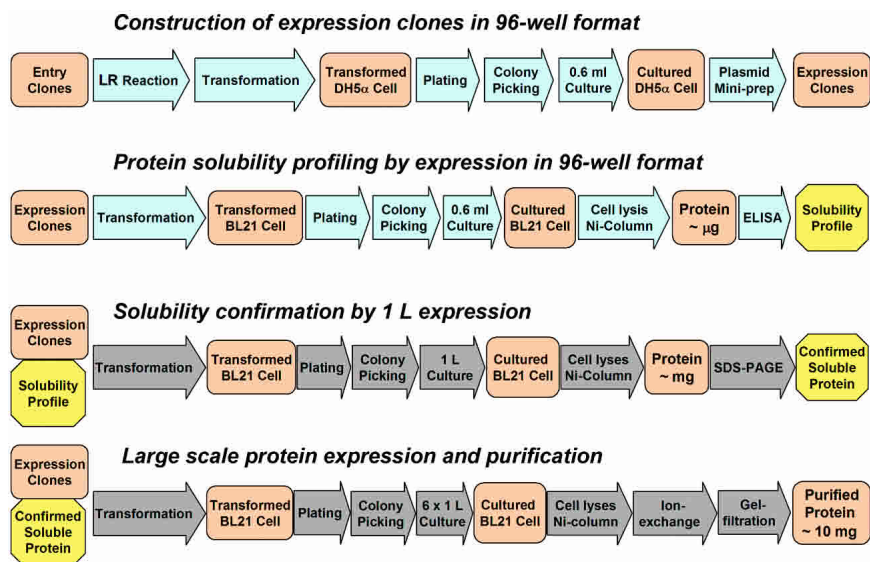 Construction of expression clones in 96-well format
Entry
Clones
LR Reaction
Transformation
Transformed
DH5α Cell
Plating
Colony
Picking
0.6 ml
Culture
Cultured
DH5α Cell
Plasmid
Mini-prep
Expression
Clones
Protein solubility profiling by expression in 96-well format
Expression
Clones
Transformation
Transformed
BL21 Cell
Plating
Colony
Picking
0.6 ml
Culture
Cultured
BL21 Cell
Cell lysis
Ni-Column
Protein
~ μg
ELISA
Solubility
Profile
Solubility confirmation by 1 L expression
Expression
Clones
Solubility
Profile
Transformation
Transformed
BL21 Cell
Plating
Colony
Picking
1 L
Culture
Cultured
BL21 Cell
Cell lyses
Ni-Column
Protein
~ mg
SDS-PAGE
Confirmed
Soluble
Protein
Large scale protein expression and purification
Expression
Clones
Confirmed
Soluble
Protein
Transformation
Transformed
BL21 Cell
Plating
Colony
Picking
6 x 1 L
Culture
Cultured
BL21 Cell
Cell lyses
Ni-column
Ion-
exchange
Gel-
filtration
Purified
Protein
~ 10 mg